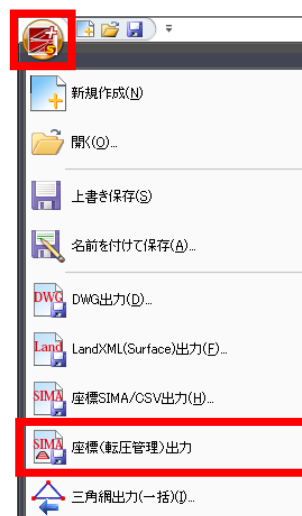 新規作成(N)
開く(O)...
上書き保存(S)
名前を付けて保存(A)...
DWG DWG出力(D)...
Land LandXML(Surface)出力(F)...
SIMA 座標SIMA/CSV出力(H)...
SIMA 座標(転圧管理)出力
三角網出力(一括)(I)...